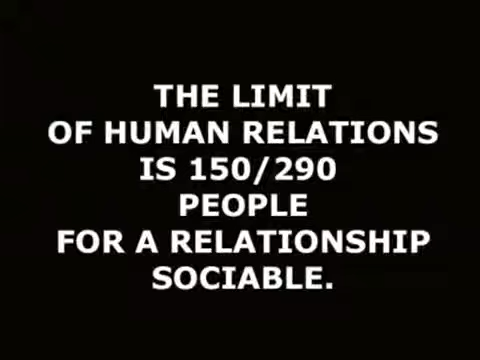 THE LIMIT
OF HUMAN RELATIONS
IS 150/290
PEOPLE
FOR A RELATIONSHIP
SOCIABLE.